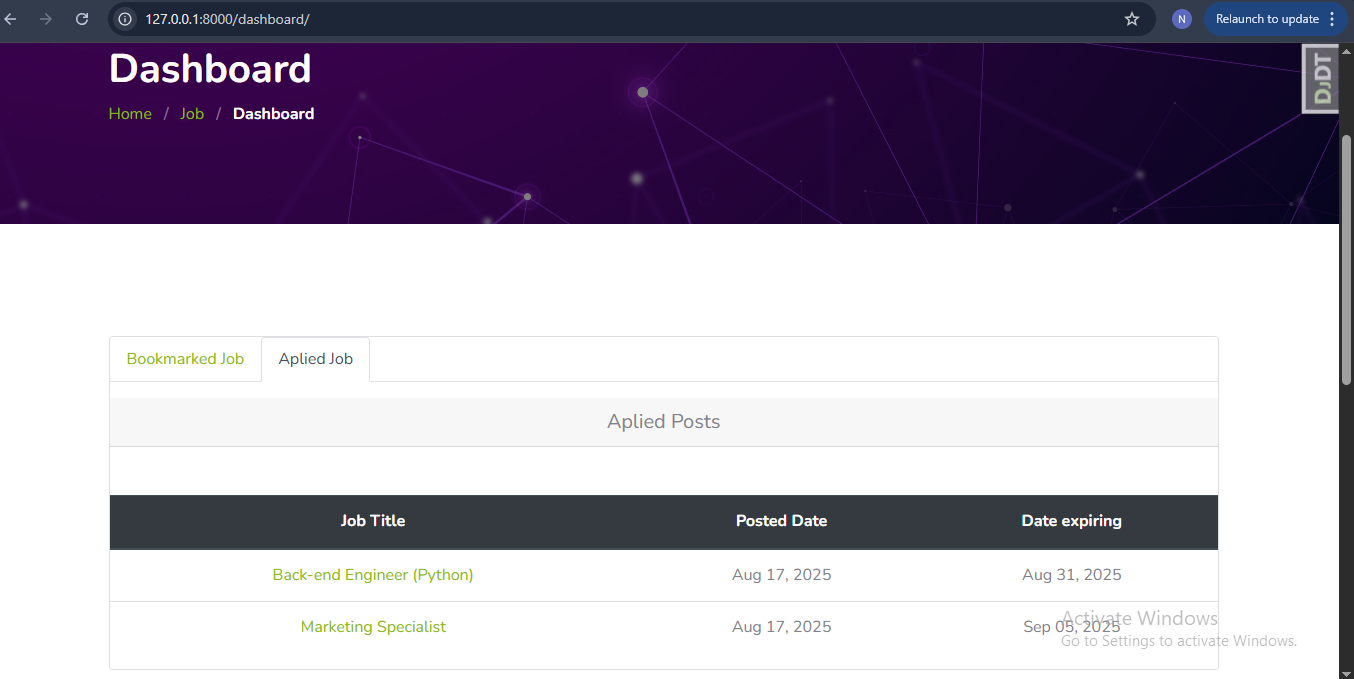 127.0.0.1:8000/dashboard/
N
Relaunch to update
Dashboard
DJDT
Home / Job / Dashboard
Bookmarked Job
Aplied Job
Aplied Posts
Job Title Posted Date Date expiring
Back-end Engineer (Python) Aug 17, 2025 Aug 31, 2025
Marketing Specialist Aug 17, 2025 Sep 05, 2025
Activate Windows
Go to Settings to activate Windows.